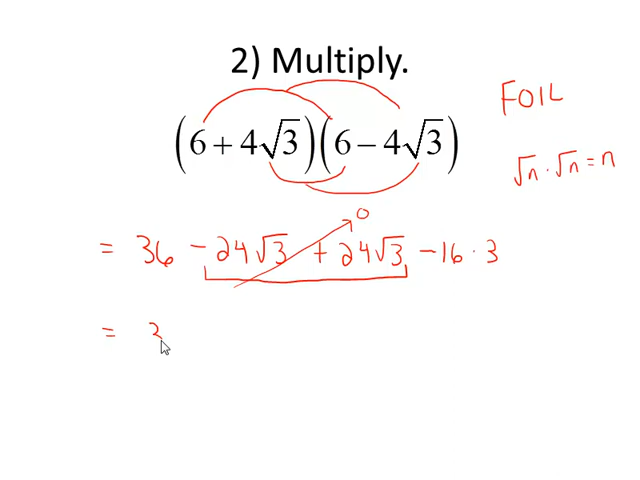 2) Multiply.
FOIL
(6 + 4√3)(6 − 4√3)
√n · √n = n
0
= 36 − 24√3 + 24√3 − 16 · 3
= 3